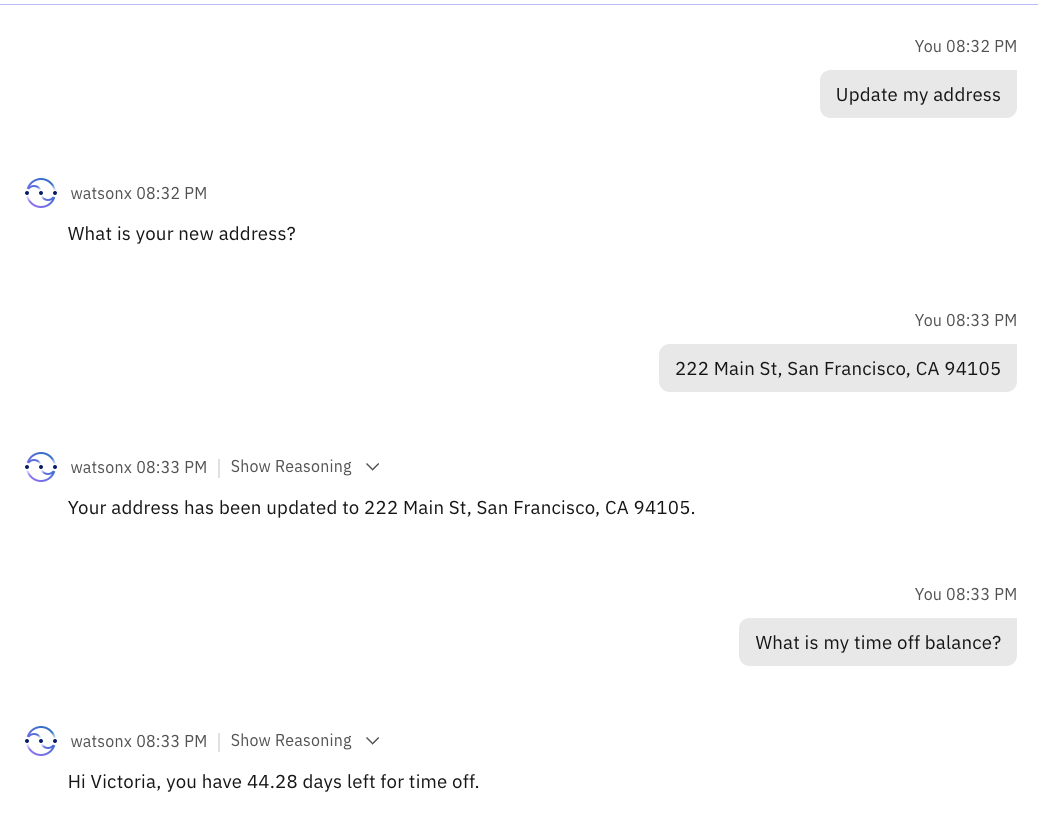 You 08:32 PM
Update my address
watsonx 08:32 PM
What is your new address?
You 08:33 PM
222 Main St, San Francisco, CA 94105
watsonx 08:33 PM | Show Reasoning
Your address has been updated to 222 Main St, San Francisco, CA 94105.
You 08:33 PM
What is my time off balance?
watsonx 08:33 PM | Show Reasoning
Hi Victoria, you have 44.28 days left for time off.